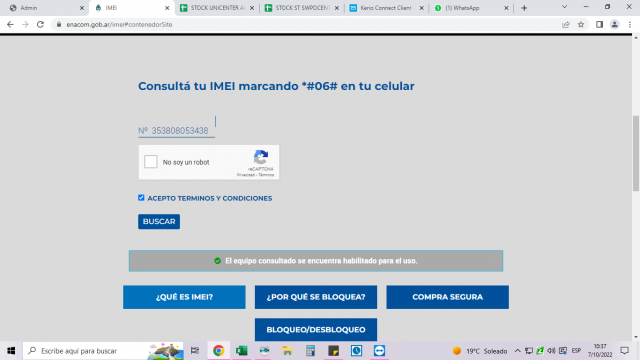 Admin
IMEI
STOCK UNICENTER A
STOCK ST SWPOCENT
Kerio Connect Client
(1) WhatsApp
enacom.gob.ar/imei#contenedorSite
Consultá tu IMEI marcando *#06# en tu celular
Nº 353808053438
No soy un robot
reCAPTCHA
Privacidad - Términos
ACEPTO TERMINOS Y CONDICIONES
BUSCAR
El equipo consultado se encuentra habilitado para el uso.
¿QUÉ ES IMEI?
¿POR QUÉ SE BLOQUEA?
COMPRA SEGURA
BLOQUEO/DESBLOQUEO
Escribe aquí para buscar
19°C Soleado
ESP
10:37
7/10/2022